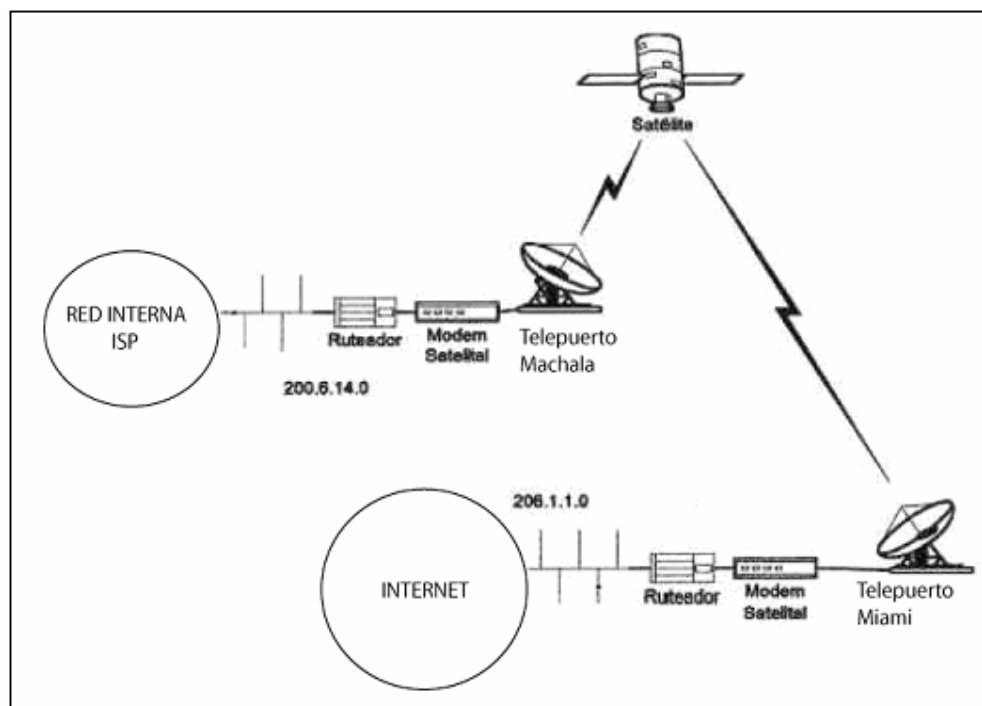 Satélite
RED INTERNA
ISP
Ruteador
Modem
Satelital
Telepuerto
Machala
200.6.14.0
206.1.1.0
INTERNET
Ruteador
Modem
Satelital
Telepuerto
Miami